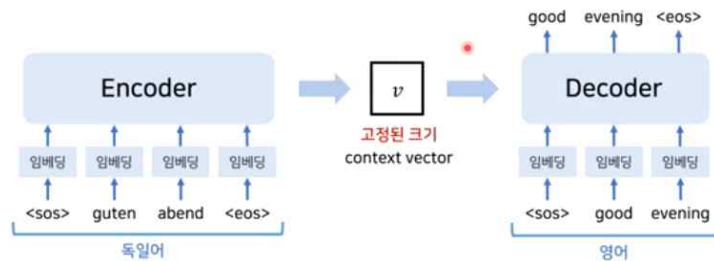 good evening <eos>
Encoder
v
Decoder
고정된 크기
context vector
임베딩 임베딩 임베딩 임베딩
임베딩 임베딩 임베딩
<sos> guten abend <eos>
<sos> good evening
독일어
영어